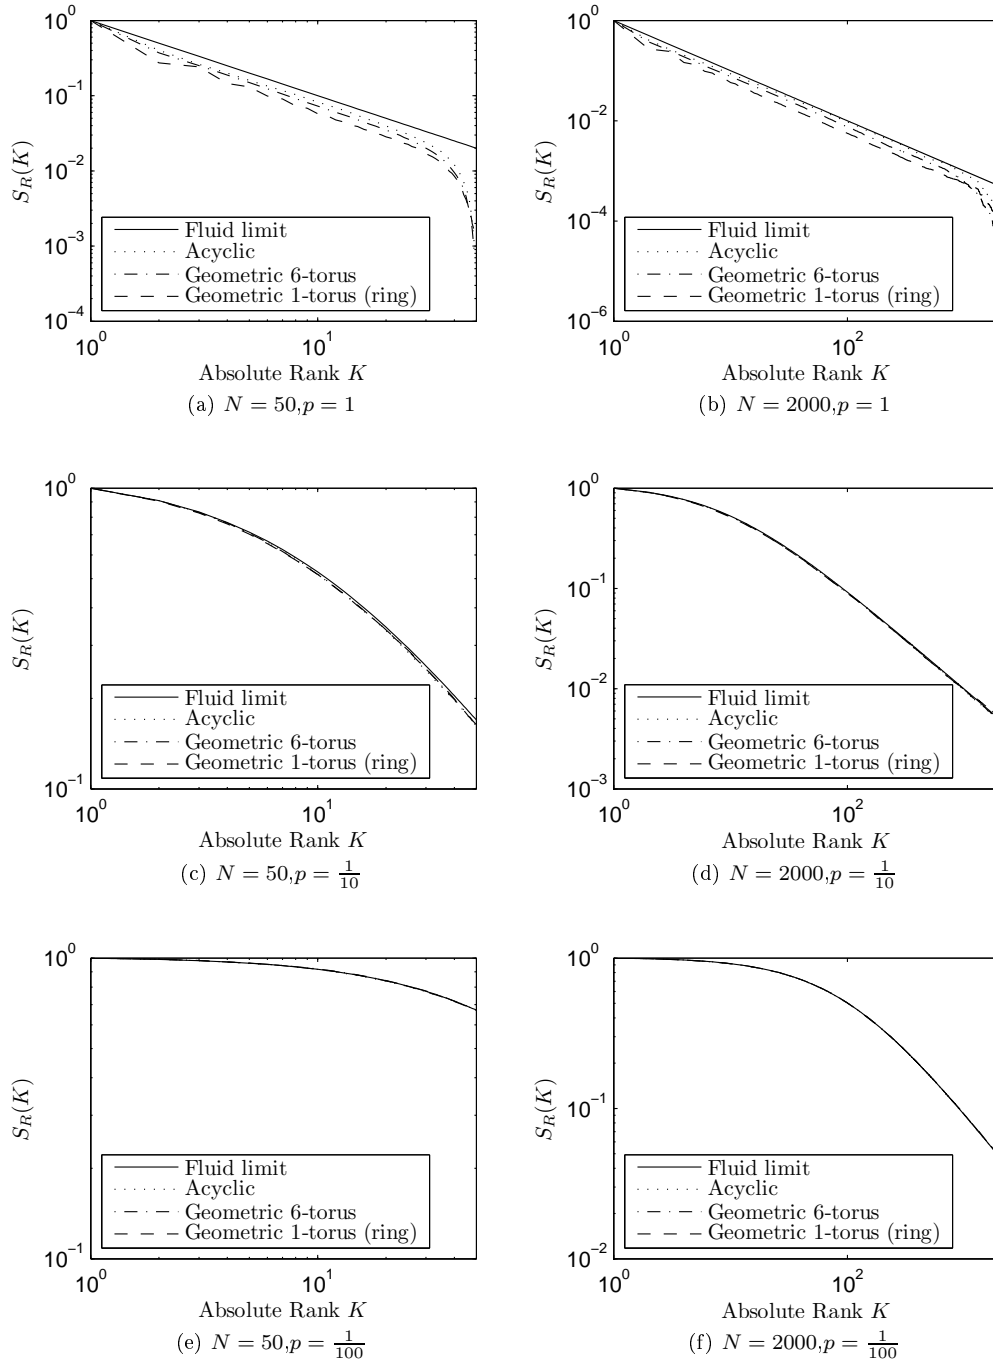 10^0
10^-1
10^-2
10^-3
10^-4
S_R(K)
Fluid limit
Acyclic
Geometric 6-torus
Geometric 1-torus (ring)
10^0
10^1
Absolute Rank K
(a) N = 50,p = 1
10^0
10^-2
10^-4
10^-6
S_R(K)
Fluid limit
Acyclic
Geometric 6-torus
Geometric 1-torus (ring)
10^0
10^2
Absolute Rank K
(b) N = 2000,p = 1
10^0
10^-1
S_R(K)
Fluid limit
Acyclic
Geometric 6-torus
Geometric 1-torus (ring)
10^0
10^1
Absolute Rank K
(c) N = 50,p = 1/10
10^0
10^-1
10^-2
10^-3
S_R(K)
Fluid limit
Acyclic
Geometric 6-torus
Geometric 1-torus (ring)
10^0
10^2
Absolute Rank K
(d) N = 2000,p = 1/10
10^0
10^-1
S_R(K)
Fluid limit
Acyclic
Geometric 6-torus
Geometric 1-torus (ring)
10^0
10^1
Absolute Rank K
(e) N = 50,p = 1/100
10^0
10^-1
10^-2
S_R(K)
Fluid limit
Acyclic
Geometric 6-torus
Geometric 1-torus (ring)
10^0
10^2
Absolute Rank K
(f) N = 2000,p = 1/100